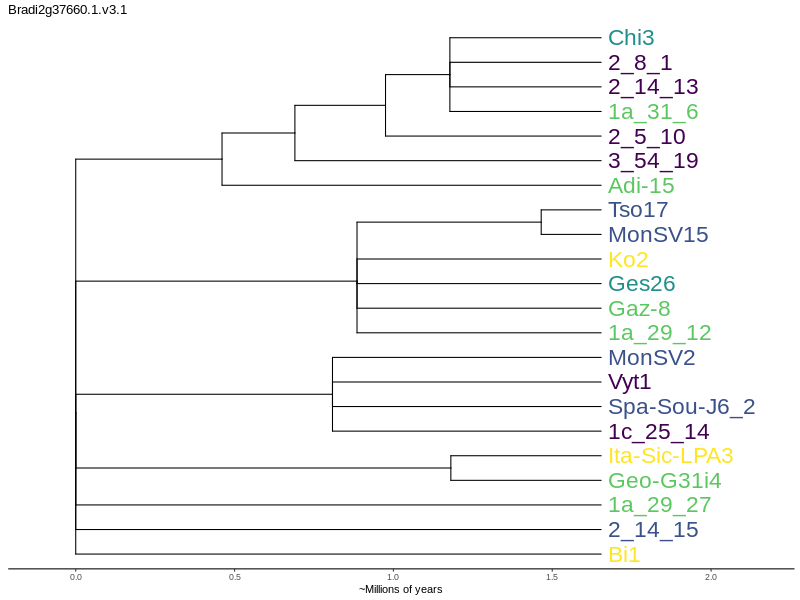 Bradi2g37660.1.v3.1
Chi3
2_8_1
2_14_13
1a_31_6
2_5_10
3_54_19
Adi-15
Tso17
MonSV15
Ko2
Ges26
Gaz-8
1a_29_12
MonSV2
Vyt1
Spa-Sou-J6_2
1c_25_14
Ita-Sic-LPA3
Geo-G31i4
1a_29_27
2_14_15
Bi1
0.0 0.5 1.0 1.5 2.0
~Millions of years